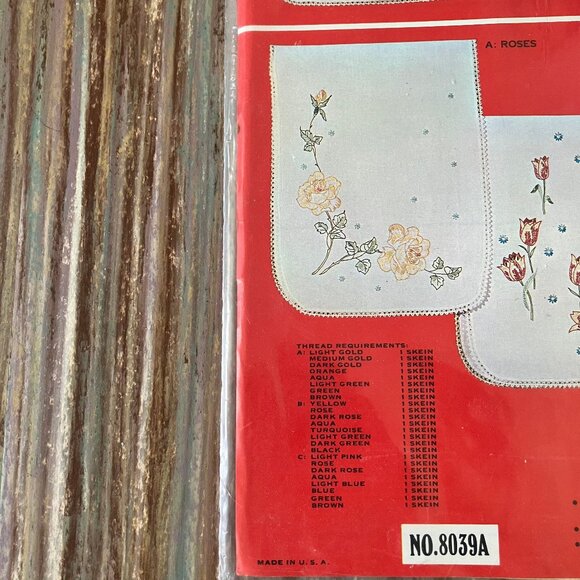 A: ROSES
THREAD REQUIREMENTS:
A: LIGHT GOLD 1 SKEIN
MEDIUM GOLD 1 SKEIN
DARK GOLD 1 SKEIN
ORANGE 1 SKEIN
AQUA 1 SKEIN
LIGHT GREEN 1 SKEIN
GREEN 1 SKEIN
BROWN 1 SKEIN
B: YELLOW 1 SKEIN
ROSE 1 SKEIN
DARK ROSE 1 SKEIN
AQUA 1 SKEIN
TURQUOISE 1 SKEIN
LIGHT GREEN 1 SKEIN
DARK GREEN 1 SKEIN
BLACK 1 SKEIN
C: LIGHT PINK 1 SKEIN
ROSE 1 SKEIN
DARK ROSE 1 SKEIN
AQUA 1 SKEIN
LIGHT BLUE 1 SKEIN
BLUE 1 SKEIN
GREEN 1 SKEIN
BROWN 1 SKEIN
NO.8039A
MADE IN U. S. A.